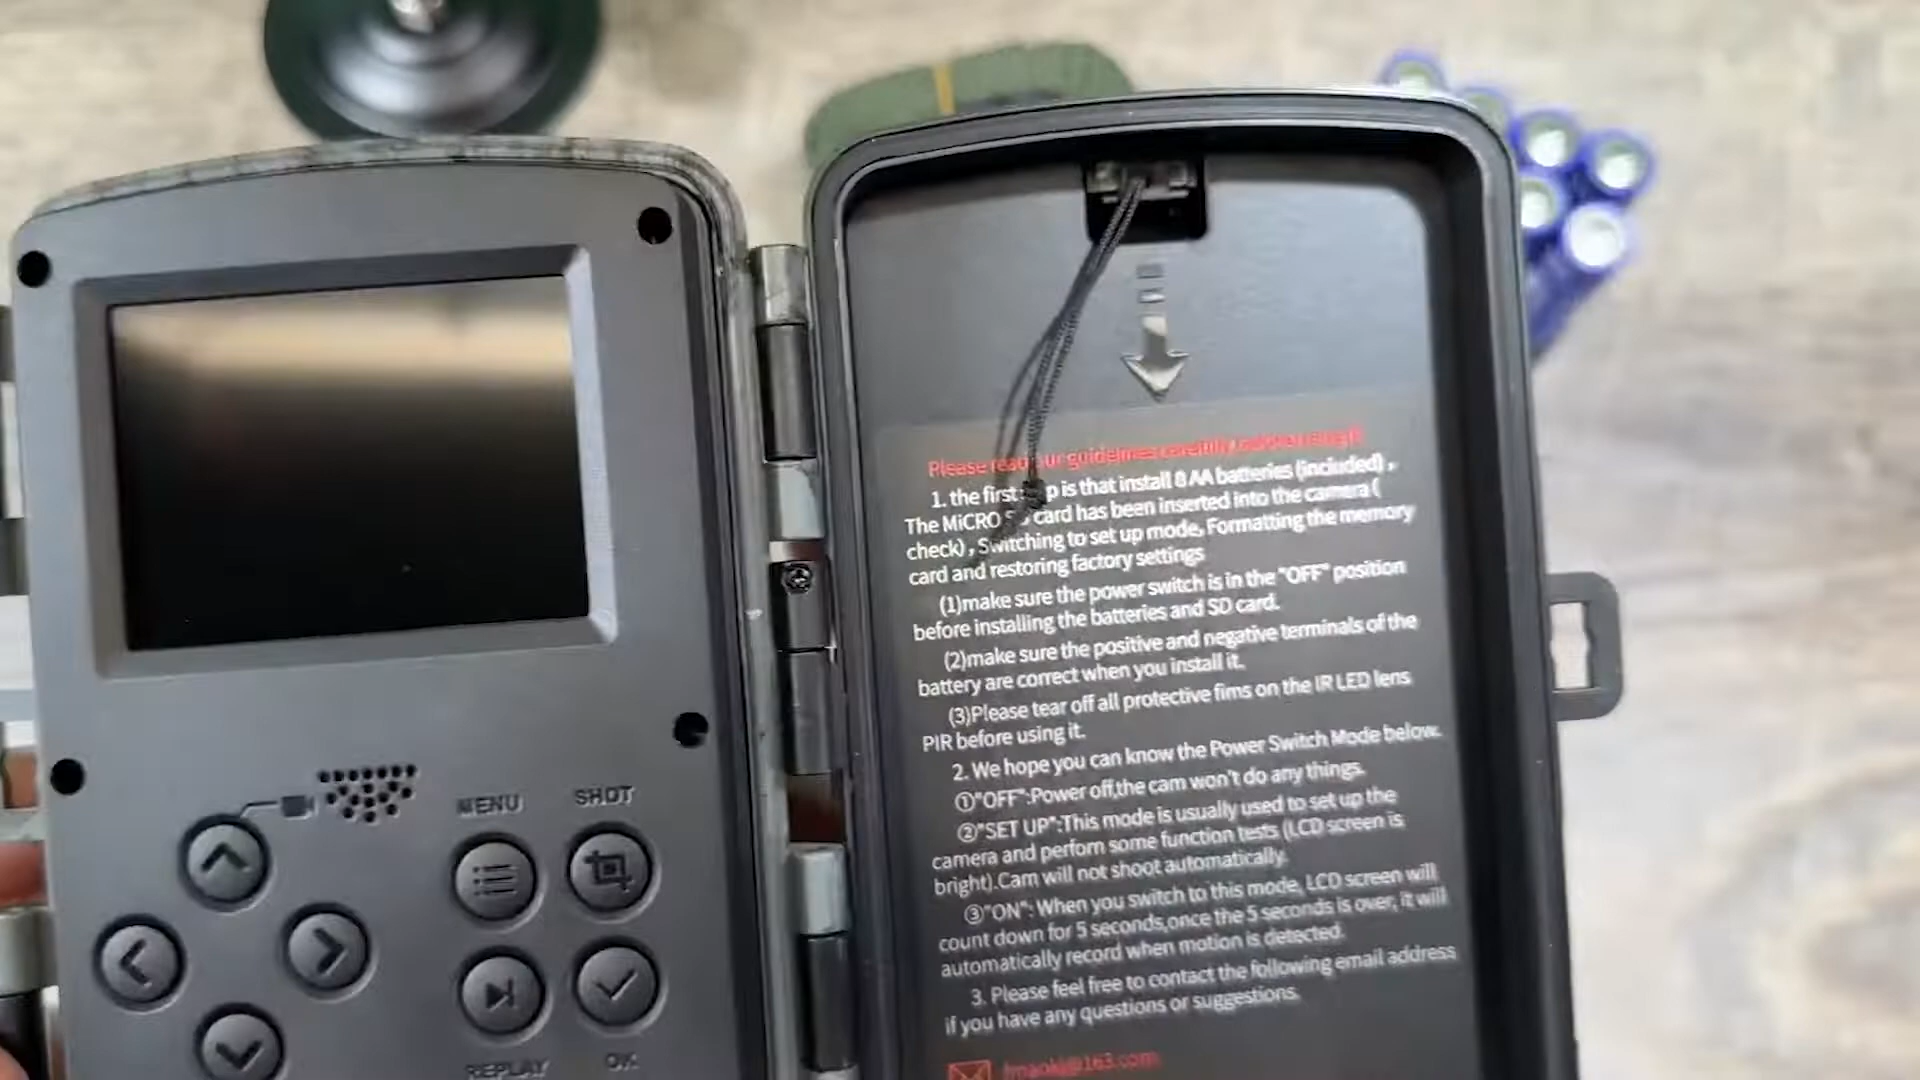 MENU
SHOT
REPLAY
OK
Please read our guidelines carefully
1. the first p is that install 8 AA batteries (included) ,
The MiCRO SD card has been inserted into the camera (
check) , Switching to set up mode, Formatting the memory
card and restoring factory settings
(1)make sure the power switch is in the "OFF" position
before installing the batteries and SD card.
(2)make sure the positive and negative terminals of the
battery are correct when you install it.
(3)Please tear off all protective fims on the IR LED lens
PIR before using it.
2. We hope you can know the Power Switch Mode below.
①"OFF":Power off,the cam won't do any things.
②"SET UP":This mode is usually used to set up the
camera and perfom some function tests (LCD screen is
bright).Cam will not shoot automatically.
③"ON": When you switch to this mode, LCD screen will
count down for 5 seconds,once the 5 seconds is over, it will
automatically record when motion is detected.
3. Please feel free to contact the following email address
if you have any questions or suggestions.